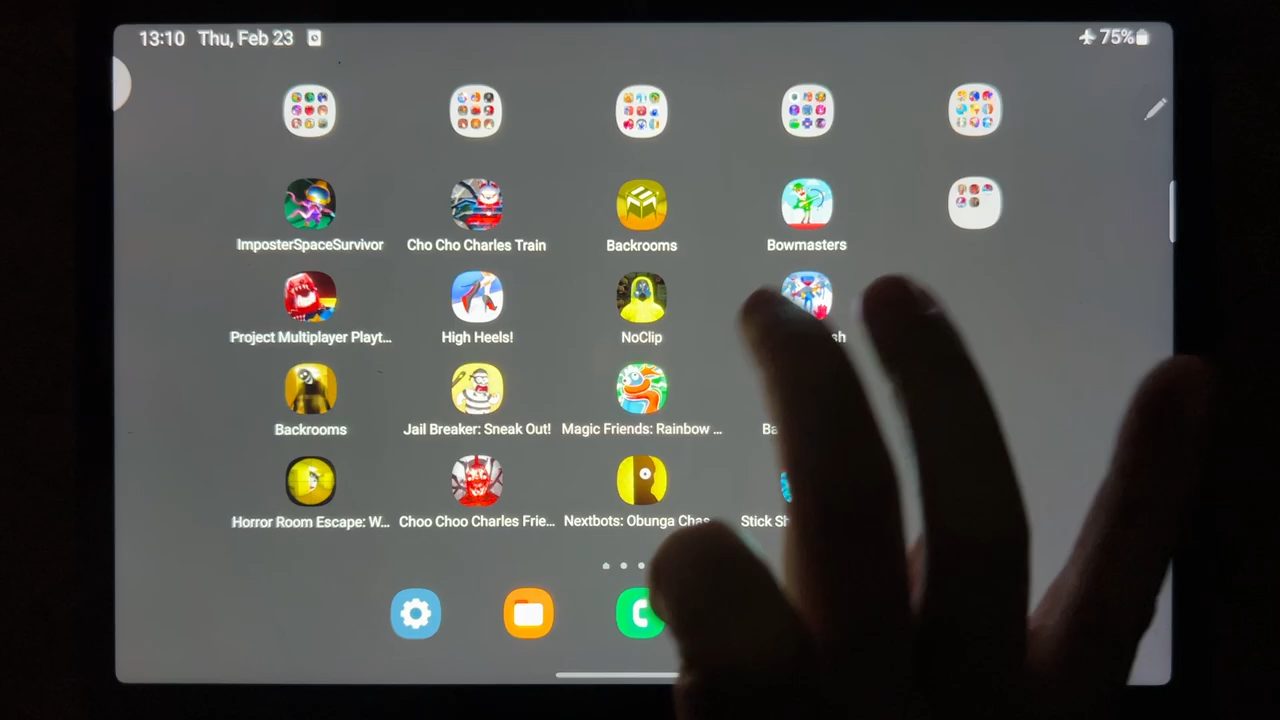 13:10 Thu, Feb 23 75%
ImposterSpaceSurvivor Cho Cho Charles Train Backrooms Bowmasters
Project Multiplayer Playt... High Heels! NoClip
Backrooms Jail Breaker: Sneak Out! Magic Friends: Rainbow ...
Horror Room Escape: W... Choo Choo Charles Frie... Nextbots: Obunga Chas Stick